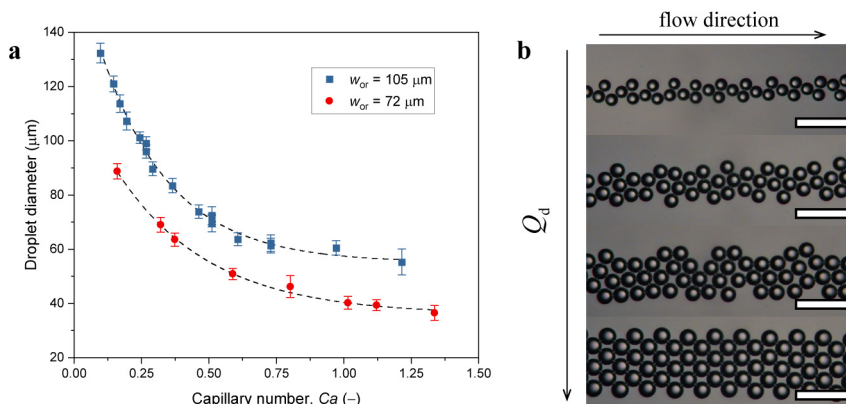 a
140
120
100
80
60
40
20
0.00 0.25 0.50 0.75 1.00 1.25 1.50
Droplet diameter (μm)
Capillary number, Ca (–)
w_or = 105 μm
w_or = 72 μm
b
flow direction
Q_d